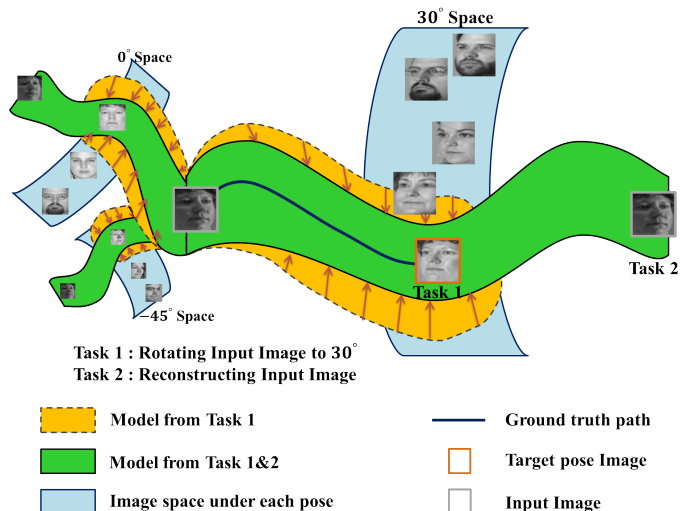 30° Space
0° Space
Task 1
Task 2
−45° Space
Task 1 : Rotating Input Image to 30°
Task 2 : Reconstructing Input Image
Model from Task 1
Ground truth path
Model from Task 1&2
Target pose Image
Image space under each pose
Input Image